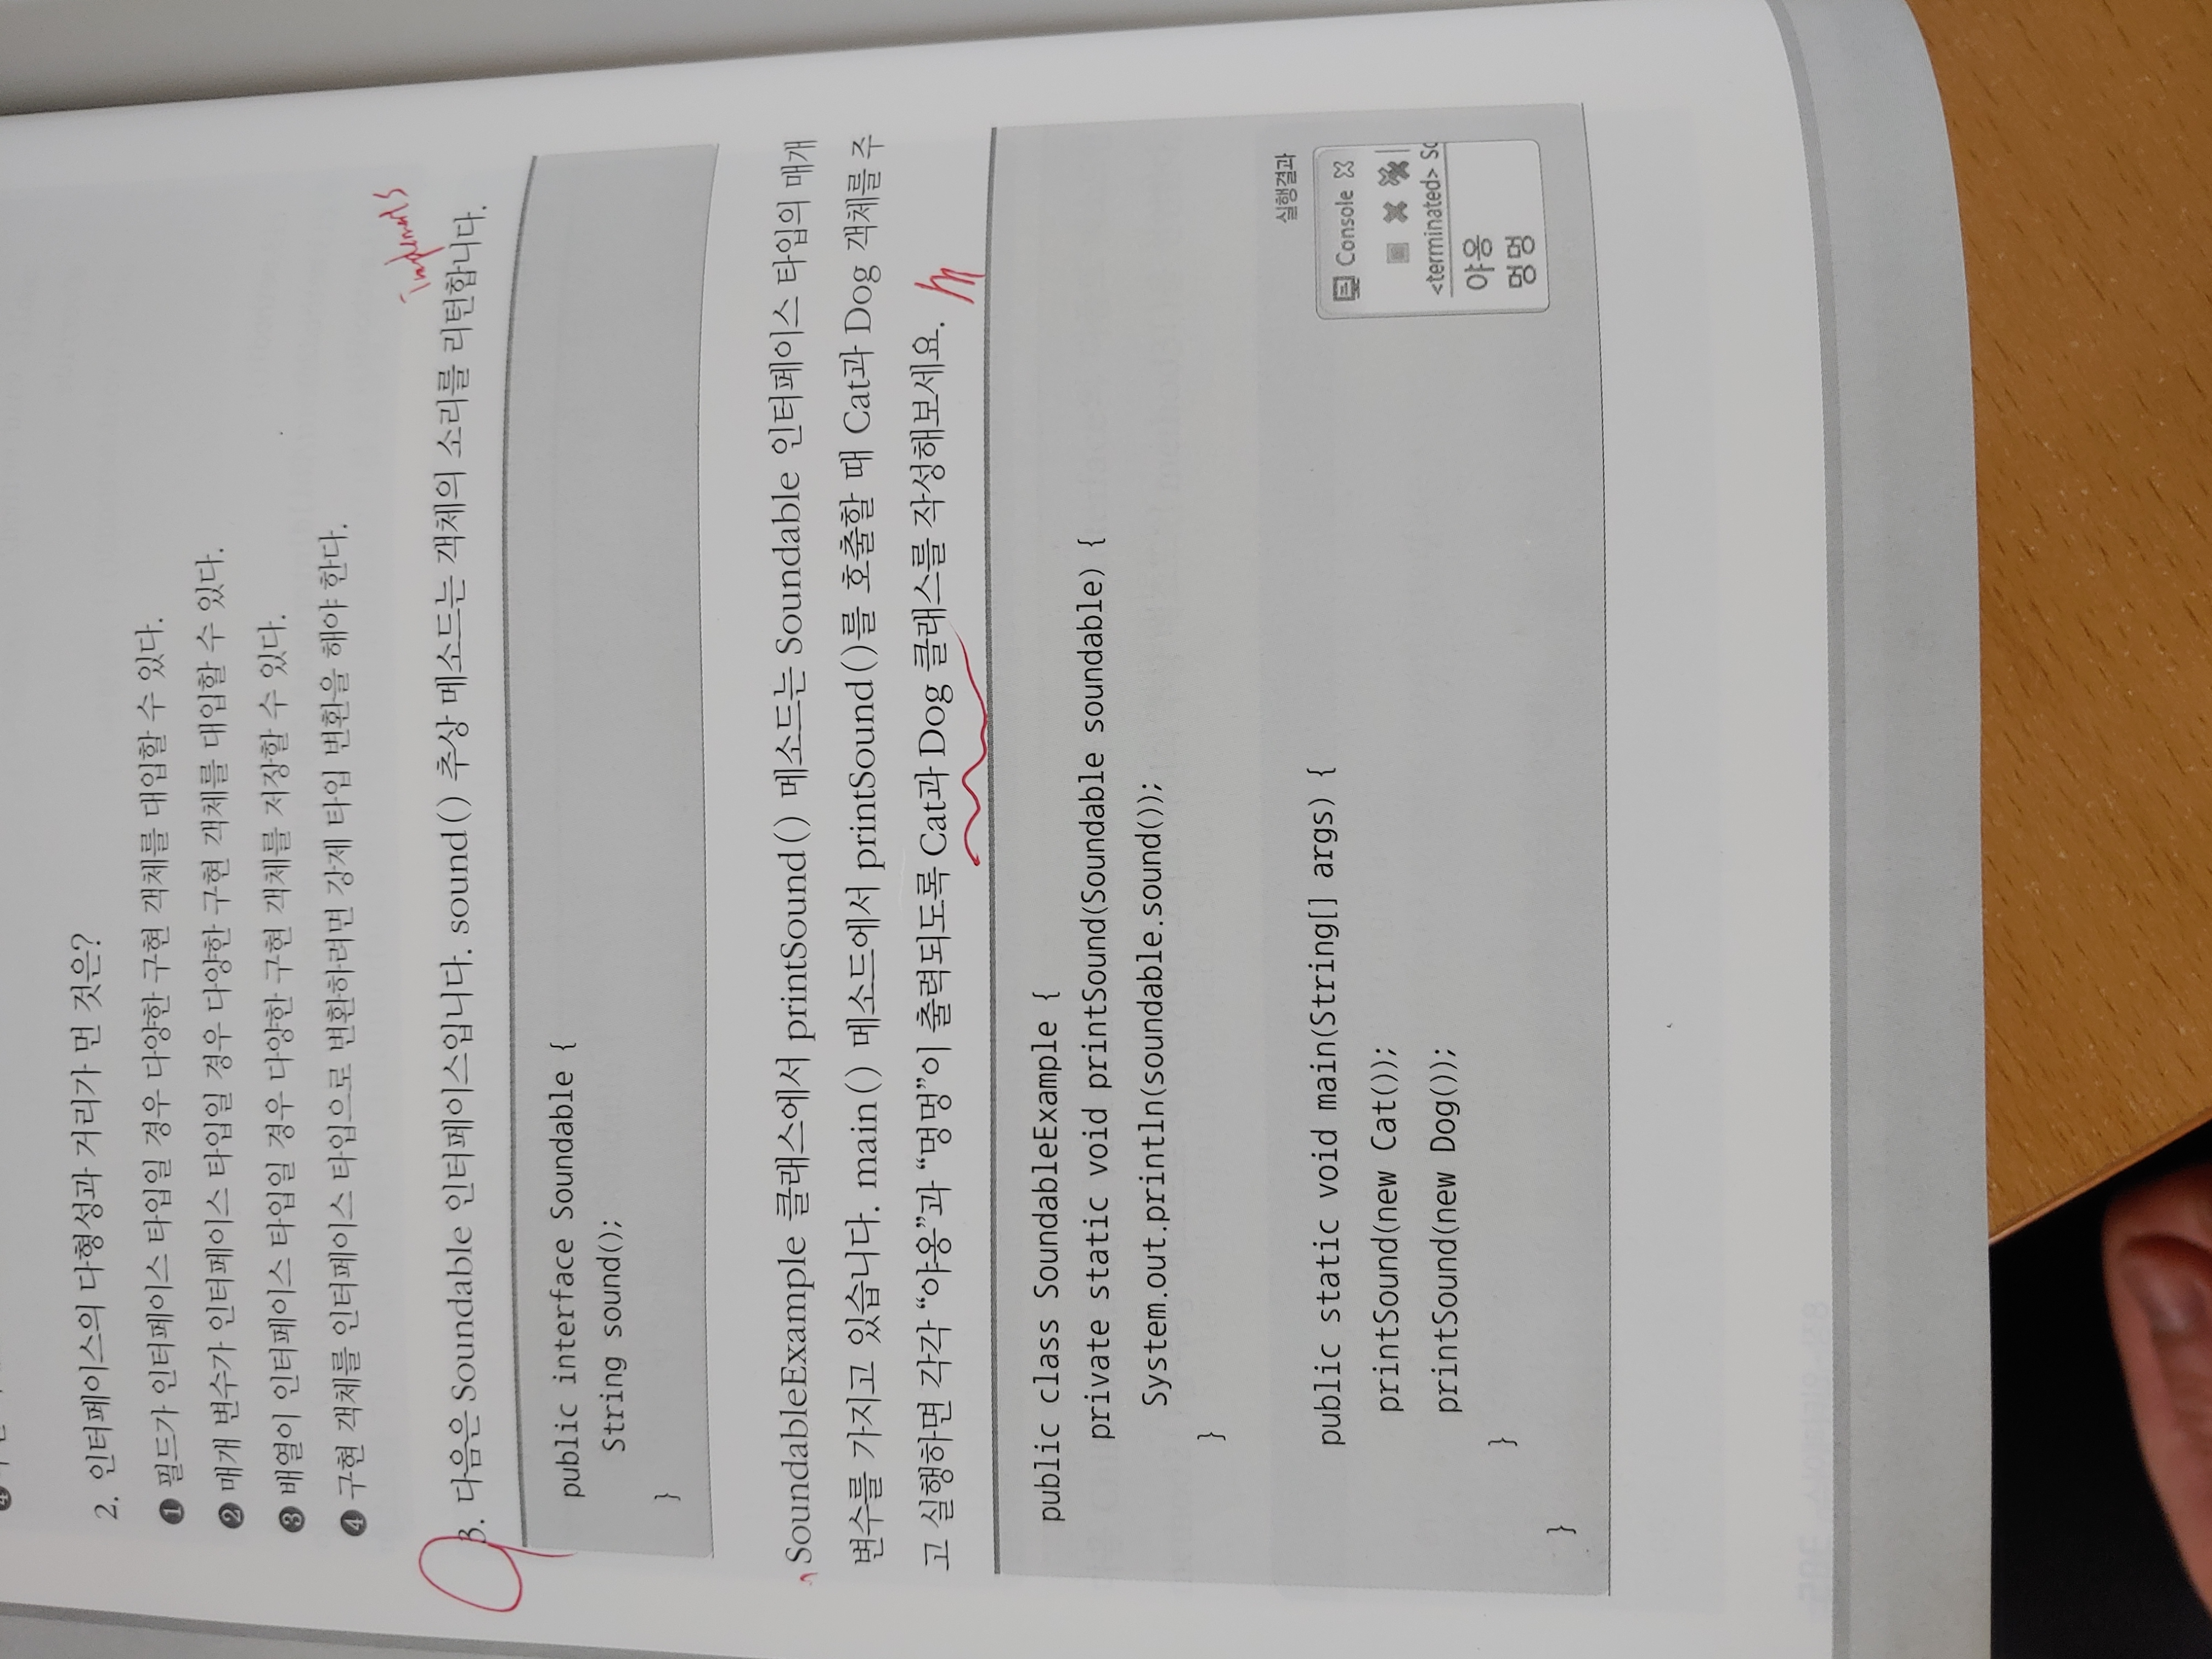 2. 인터페이스의 다형성과 거리가 먼 것은?
❶ 필드가 인터페이스 타입일 경우 다양한 구현 객체를 대입할 수 있다.
❷ 매개 변수가 인터페이스 타입일 경우 다양한 구현 객체를 대입할 수 있다.
❸ 배열이 인터페이스 타입일 경우 다양한 구현 객체를 저장할 수 있다.
❹ 구현 객체를 인터페이스 타입으로 변환하려면 강제 타입 변환을 해야 한다.
implements
3. 다음은 Soundable 인터페이스입니다. sound() 추상 메소드는 객체의 소리를 리턴합니다.
public interface Soundable {
String sound();
}
SoundableExample 클래스에서 printSound() 메소드는 Soundable 인터페이스 타입의 매개
변수를 가지고 있습니다. main() 메소드에서 printSound()를 호출할 때 Cat과 Dog 객체를 주
고 실행하면 각각 “야옹”과 “멍멍”이 출력되도록 Cat과 Dog 클래스를 작성해보세요.
public class SoundableExample {
private static void printSound(Soundable soundable) {
System.out.println(soundable.sound());
}
public static void main(String[] args) {
printSound(new Cat());
printSound(new Dog());
}
}
실행결과
Console
<terminated> So
야옹
멍멍